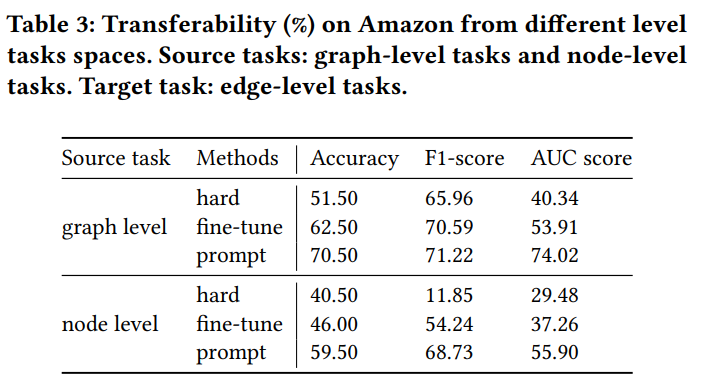 Table 3: Transferability (%) on Amazon from different level
tasks spaces. Source tasks: graph-level tasks and node-level
tasks. Target task: edge-level tasks.
Source task Methods Accuracy F1-score AUC score
hard 51.50 65.96 40.34
graph level fine-tune 62.50 70.59 53.91
prompt 70.50 71.22 74.02
hard 40.50 11.85 29.48
node level fine-tune 46.00 54.24 37.26
prompt 59.50 68.73 55.90